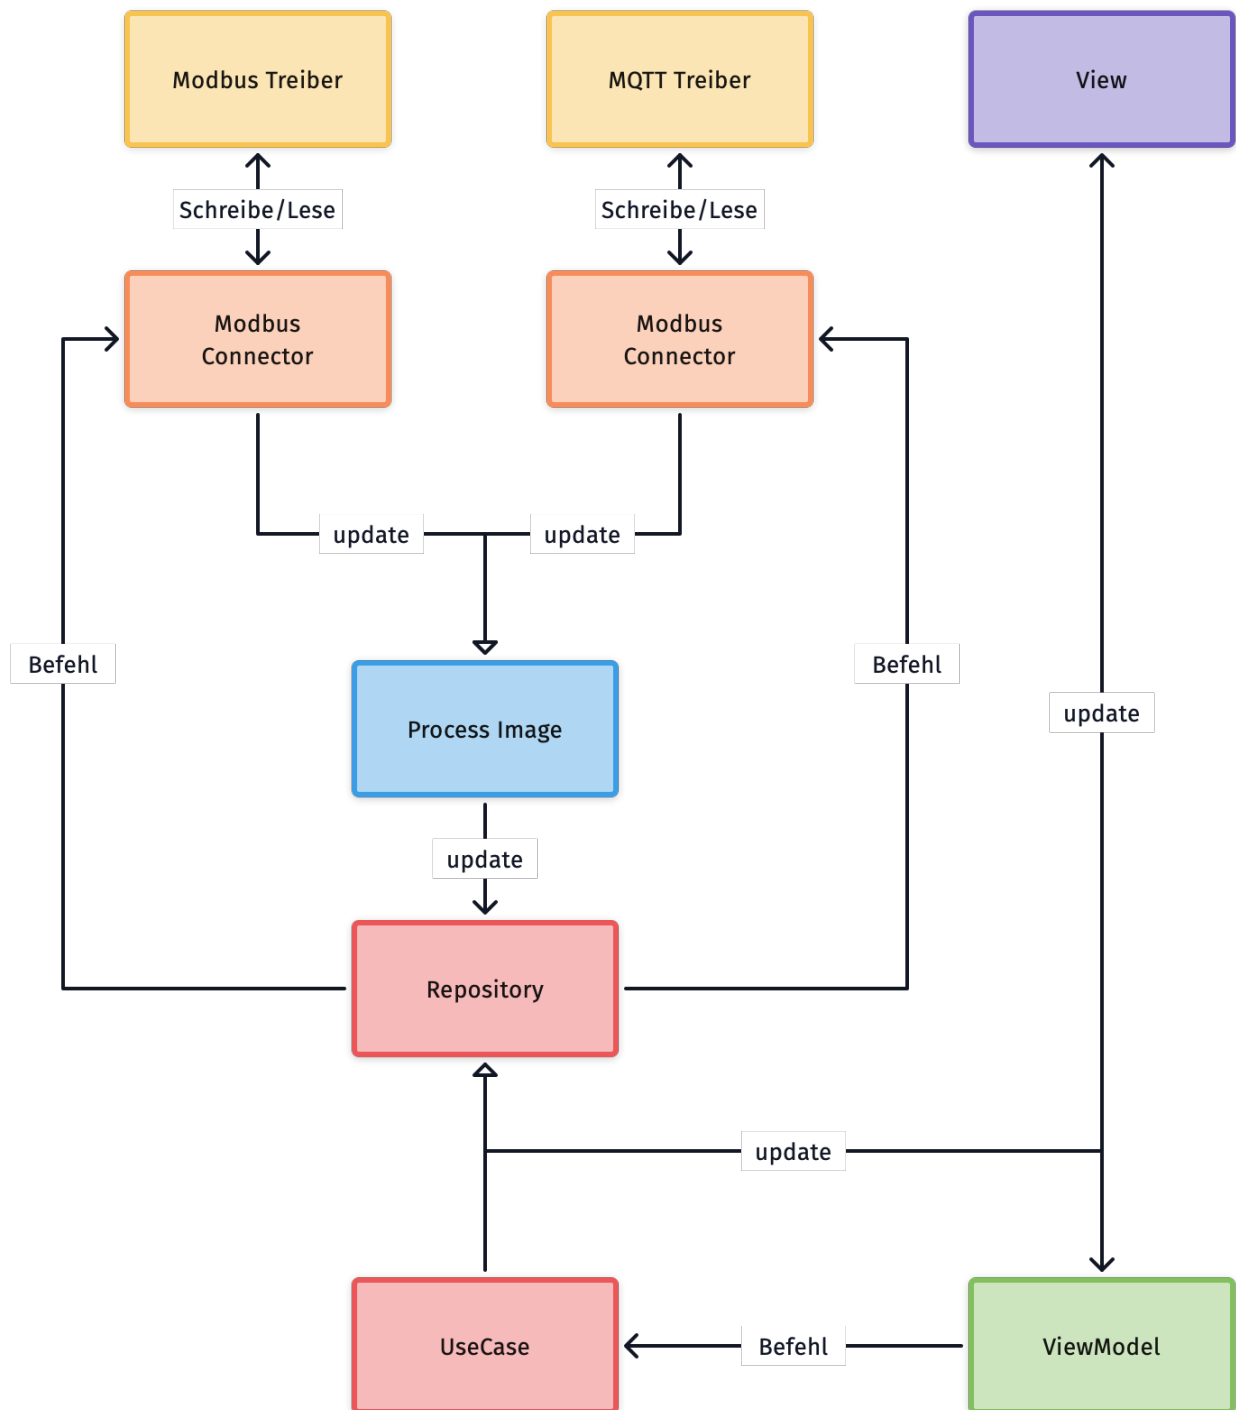 Modbus Treiber
MQTT Treiber
View
Schreibe/Lese
Schreibe/Lese
Modbus
Connector
Modbus
Connector
update
update
Befehl
Befehl
update
Process Image
update
Repository
update
UseCase
Befehl
ViewModel